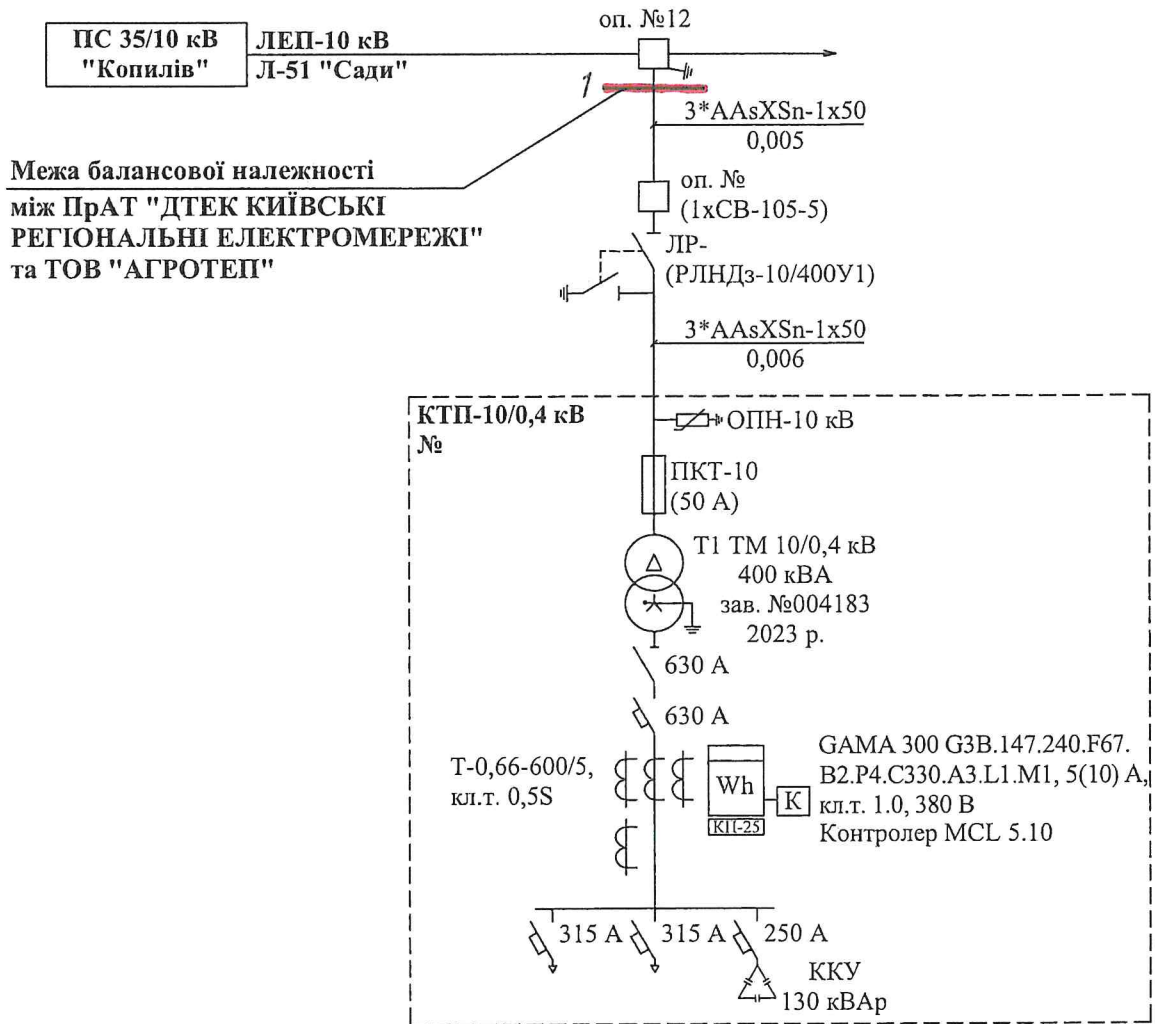 оп. №12
ПС 35/10 кВ
"Копилів"
ЛЕП-10 кВ
Л-51 "Сади"
1
3*AAsXSn-1x50
0,005
Межа балансової належності
між ПрАТ "ДТЕК КИЇВСЬКІ
РЕГІОНАЛЬНІ ЕЛЕКТРОМЕРЕЖІ"
та ТОВ "АГРОТЕП"
оп. №
(1хСВ-105-5)
ЛР-
(РЛНДз-10/400У1)
3*AAsXSn-1x50
0,006
КТП-10/0,4 кВ
№
ОПН-10 кВ
ПКТ-10
(50 А)
Т1 ТМ 10/0,4 кВ
400 кВА
зав. №004183
2023 р.
630 А
630 А
Т-0,66-600/5,
кл.т. 0,5S
Wh
КП-25
К
GAMA 300 G3B.147.240.F67.
B2.P4.C330.A3.L1.M1, 5(10) А,
кл.т. 1.0, 380 В
Контролер MCL 5.10
315 А
315 А
250 А
ККУ
130 кВАр